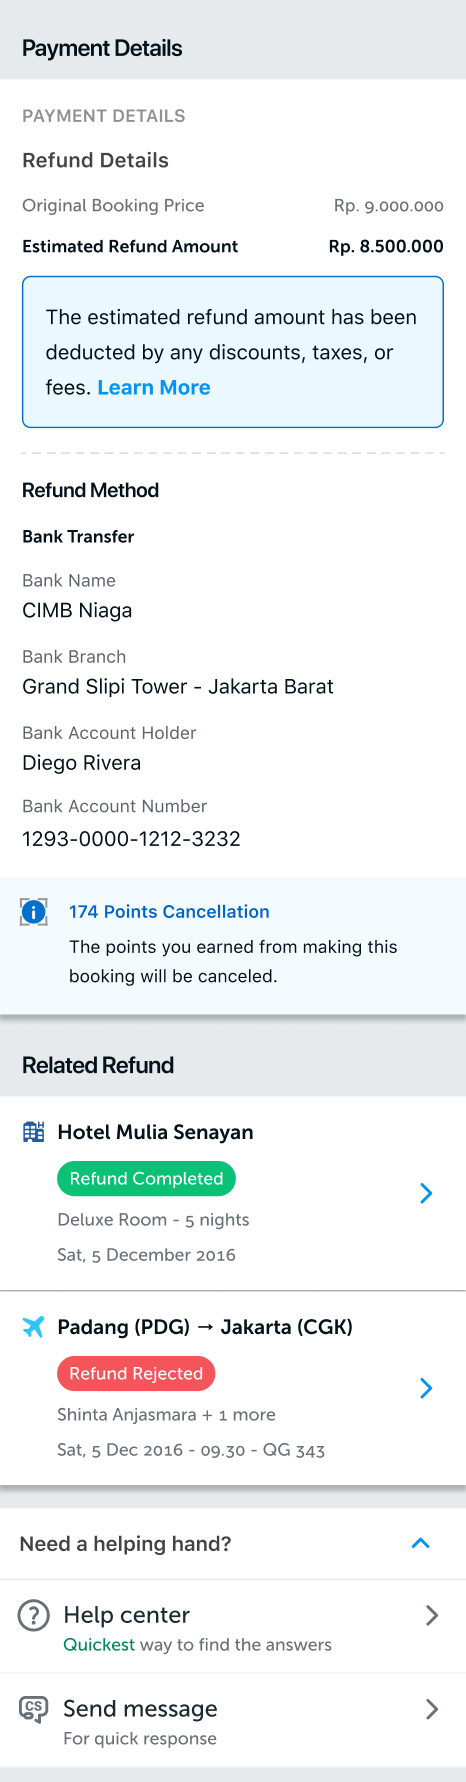 Payment Details
PAYMENT DETAILS
Refund Details
Original Booking Price Rp. 9.000.000
Estimated Refund Amount Rp. 8.500.000
The estimated refund amount has been
deducted by any discounts, taxes, or
fees. Learn More
Refund Method
Bank Transfer
Bank Name
CIMB Niaga
Bank Branch
Grand Slipi Tower - Jakarta Barat
Bank Account Holder
Diego Rivera
Bank Account Number
1293-0000-1212-3232
174 Points Cancellation
The points you earned from making this
booking will be canceled.
Related Refund
Hotel Mulia Senayan
Refund Completed
Deluxe Room - 5 nights
Sat, 5 December 2016
Padang (PDG) → Jakarta (CGK)
Refund Rejected
Shinta Anjasmara + 1 more
Sat, 5 Dec 2016 - 09.30 - QG 343
Need a helping hand?
Help center
Quickest way to find the answers
CS Send message
For quick response